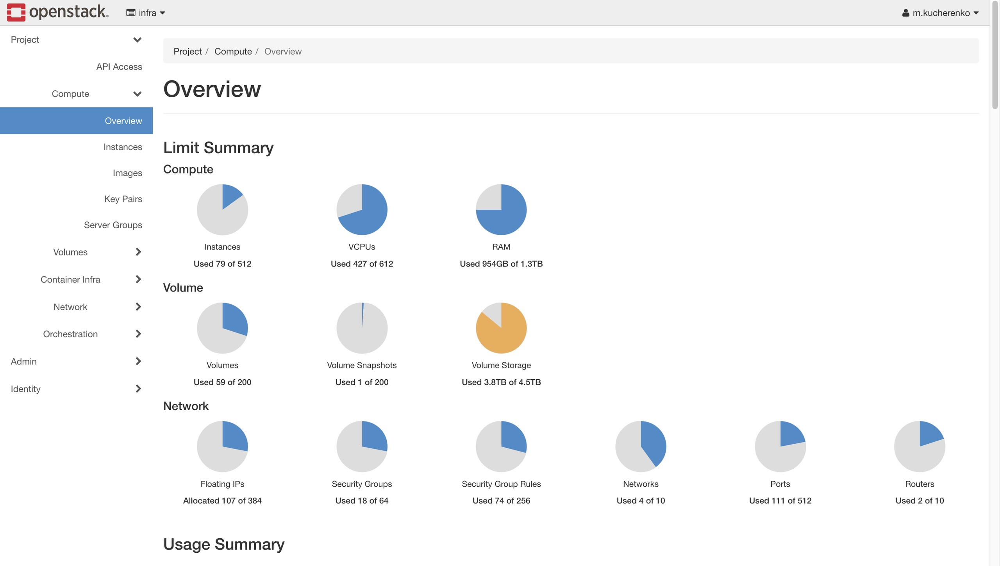 openstack.
infra
m.kucherenko
Project
API Access
Compute
Overview
Instances
Images
Key Pairs
Server Groups
Volumes
Container Infra
Network
Orchestration
Admin
Identity
Project / Compute / Overview
Overview
Limit Summary
Compute
Instances
Used 79 of 512
VCPUs
Used 427 of 612
RAM
Used 954GB of 1.3TB
Volume
Volumes
Used 59 of 200
Volume Snapshots
Used 1 of 200
Volume Storage
Used 3.8TB of 4.5TB
Network
Floating IPs
Allocated 107 of 384
Security Groups
Used 18 of 64
Security Group Rules
Used 74 of 256
Networks
Used 4 of 10
Ports
Used 111 of 512
Routers
Used 2 of 10
Usage Summary